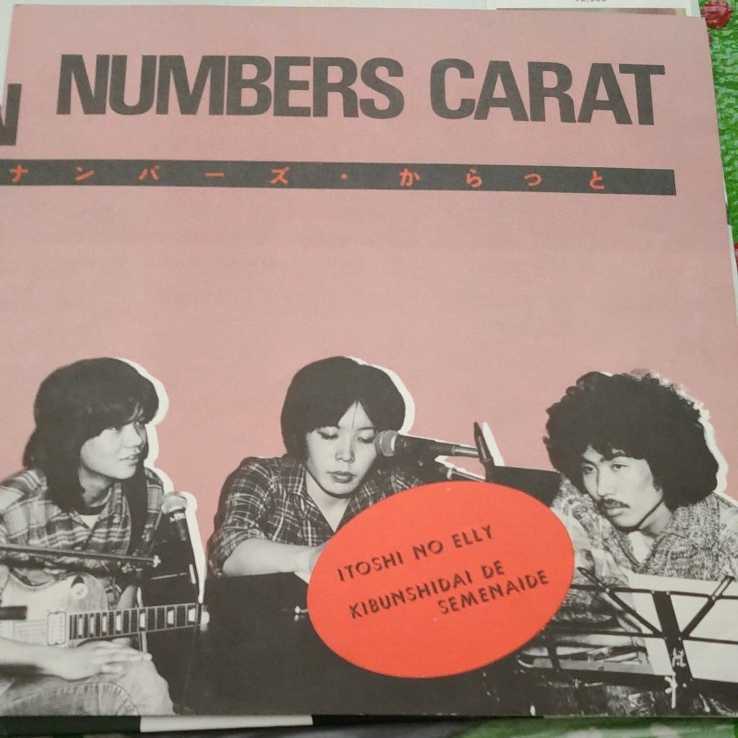 N NUMBERS CARAT
ナンバーズ・からっと
ITOSHI NO ELLY
KIBUNSHIDAI DE
SEMENAIDE